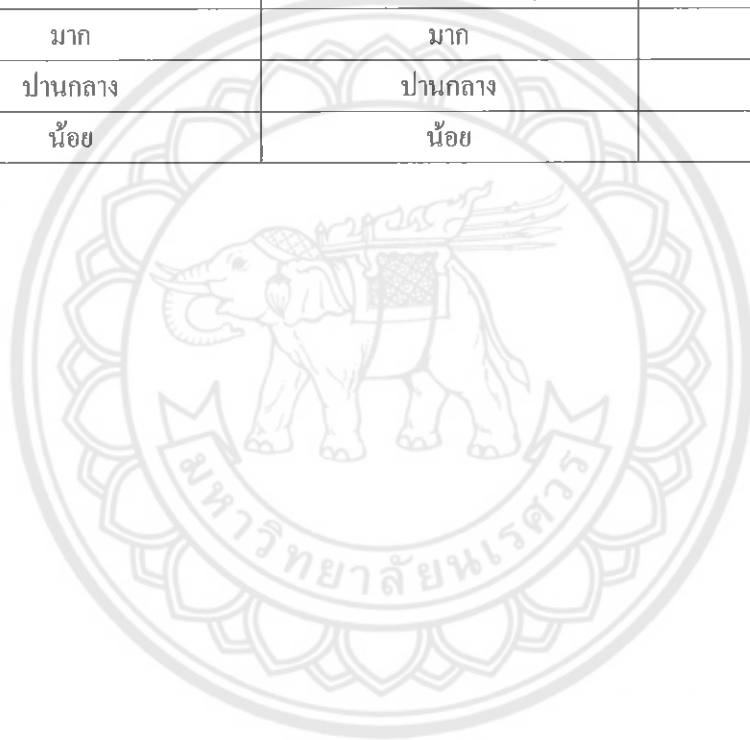 มาก มาก
ปานกลาง ปานกลาง
น้อย น้อย
มหาวิทยาลัยนเรศวร